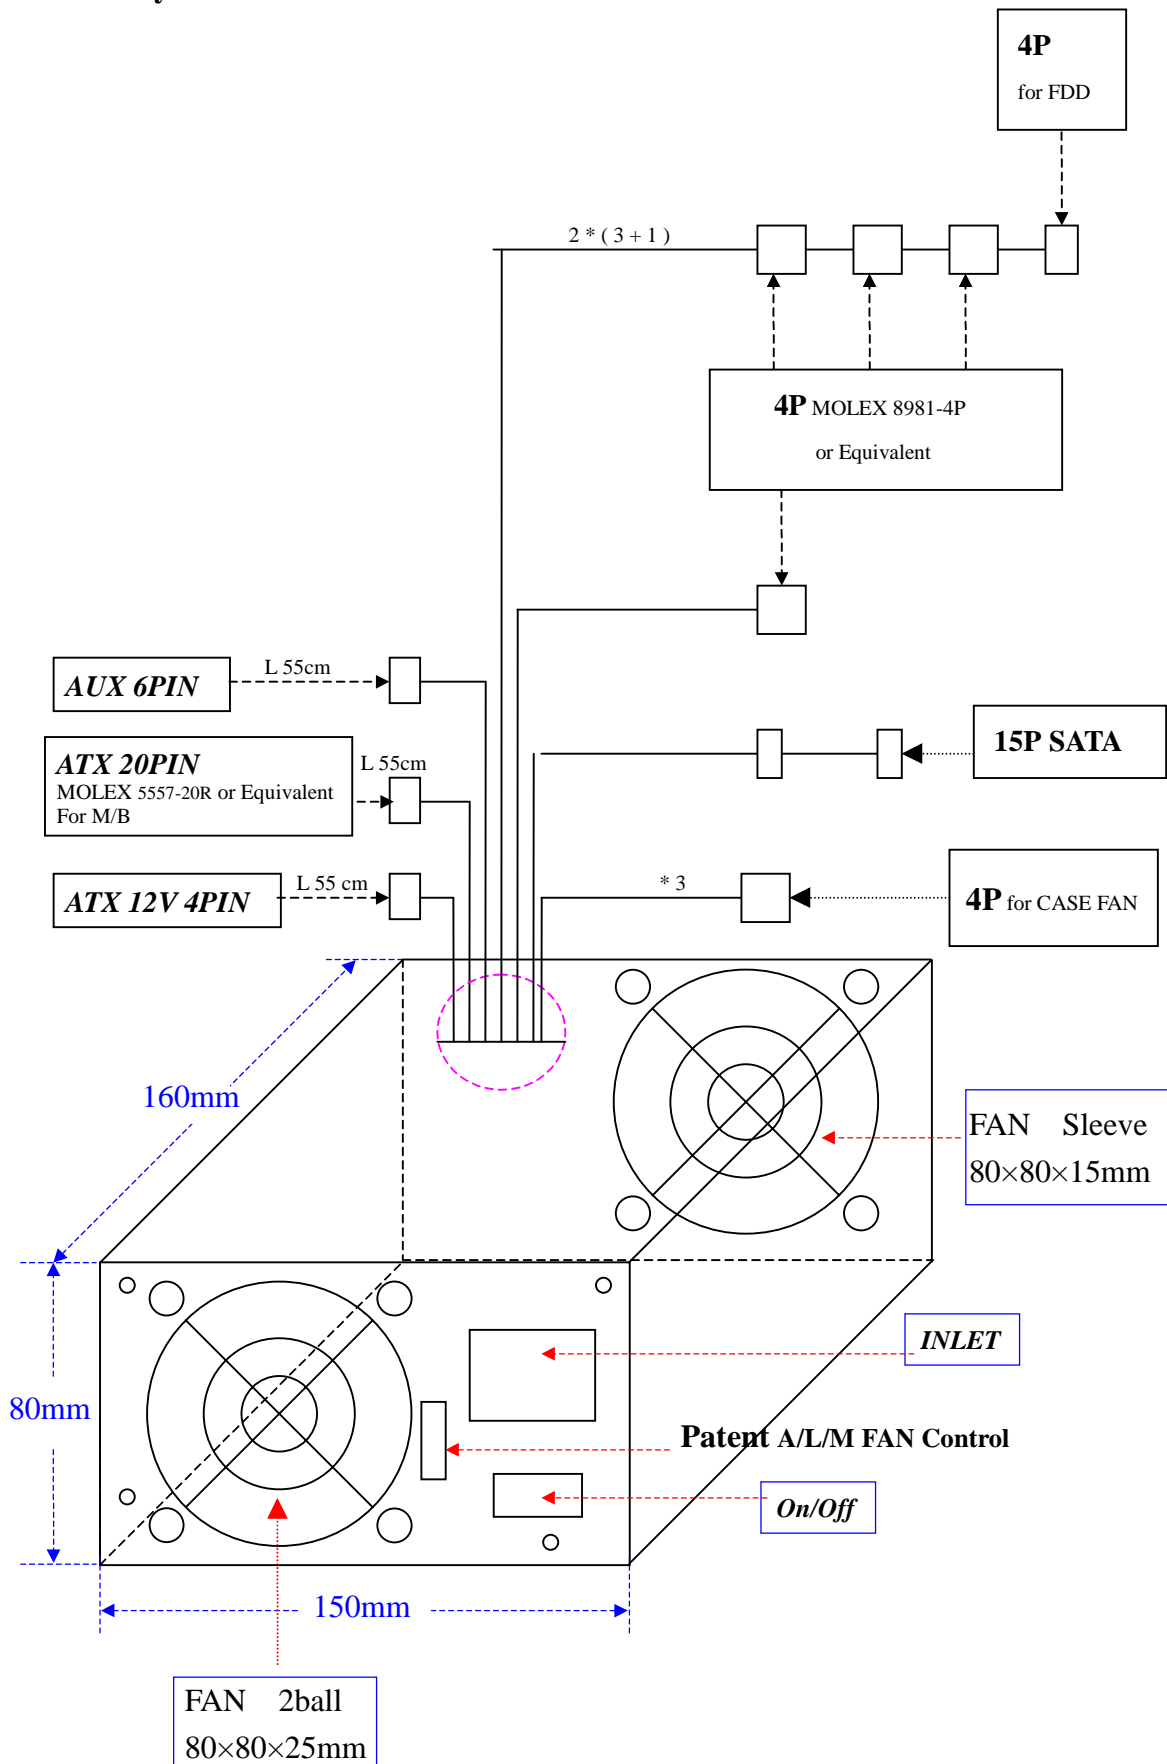 4P
for FDD
2 * ( 3 + 1 )
4P MOLEX 8981-4P
or Equivalent
AUX 6PIN
L 55cm
15P SATA
ATX 20PIN
MOLEX 5557-20R or Equivalent
For M/B
L 55cm
ATX 12V 4PIN
L 55 cm
* 3
4P for CASE FAN
160mm
FAN Sleeve
80×80×15mm
INLET
80mm
Patent A/L/M FAN Control
On/Off
150mm
FAN 2ball
80×80×25mm